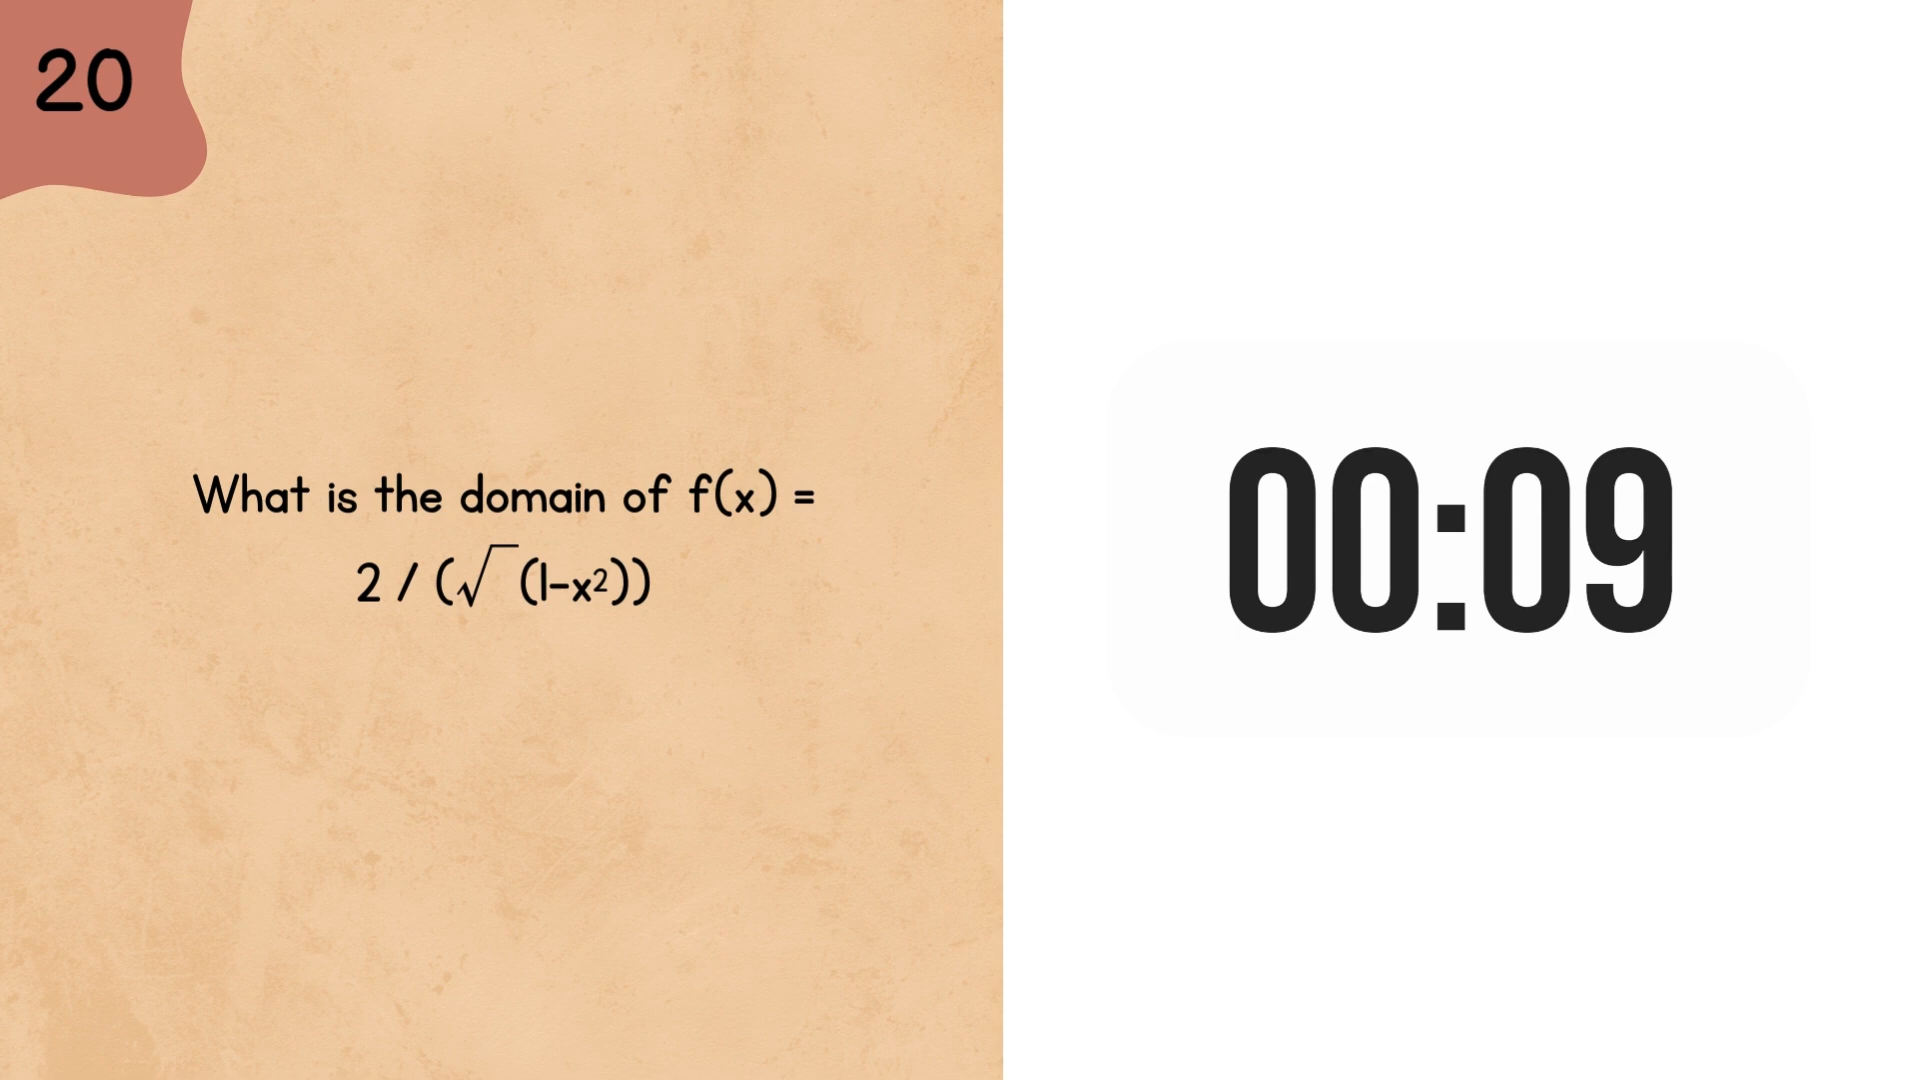 20
What is the domain of f(x) =
2 / (√‾(1-x²))
00:09